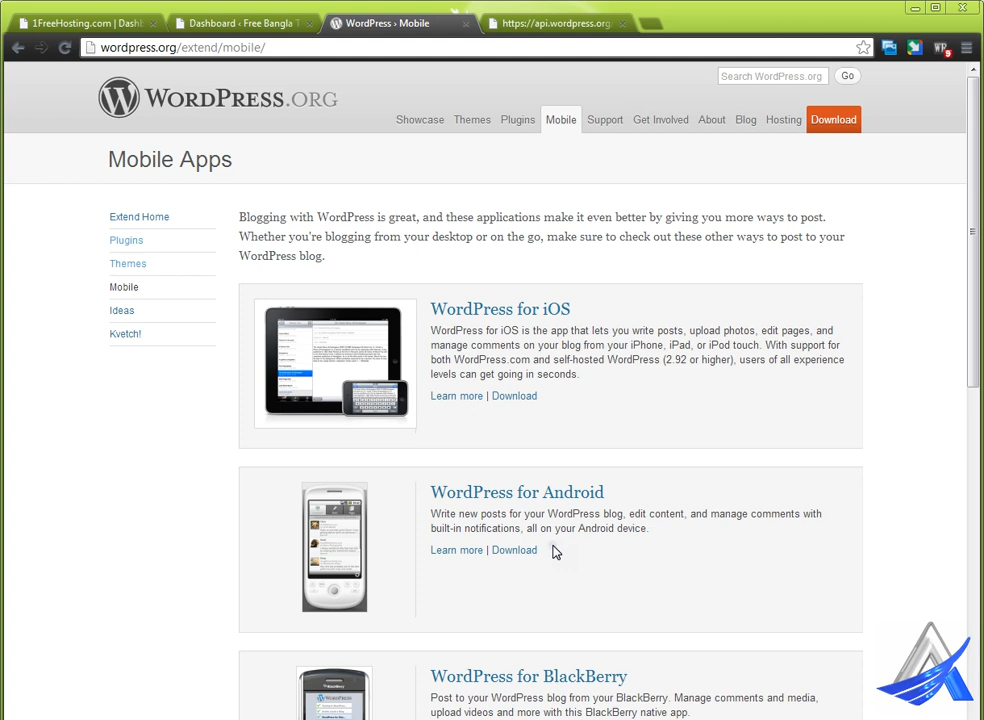 1FreeHosting.com | Dash
Dashboard ‹ Free Bangla T
WordPress › Mobile
https://api.wordpress.org
wordpress.org/extend/mobile/
WP
9
WORDPRESS.ORG
Search WordPress.org
Go
Showcase
Themes
Plugins
Mobile
Support
Get Involved
About
Blog
Hosting
Download
Mobile Apps
Extend Home
Plugins
Themes
Mobile
Ideas
Kvetch!
Blogging with WordPress is great, and these applications make it even better by giving you more ways to post.
Whether you're blogging from your desktop or on the go, make sure to check out these other ways to post to your
WordPress blog.
WordPress for iOS
WordPress for iOS is the app that lets you write posts, upload photos, edit pages, and
manage comments on your blog from your iPhone, iPad, or iPod touch. With support for
both WordPress.com and self-hosted WordPress (2.92 or higher), users of all experience
levels can get going in seconds.
Learn more | Download
WordPress for Android
Write new posts for your WordPress blog, edit content, and manage comments with
built-in notifications, all on your Android device.
Learn more | Download
WordPress for BlackBerry
Post to your WordPress blog from your BlackBerry. Manage comments and media,
upload videos and more with this BlackBerry native app.